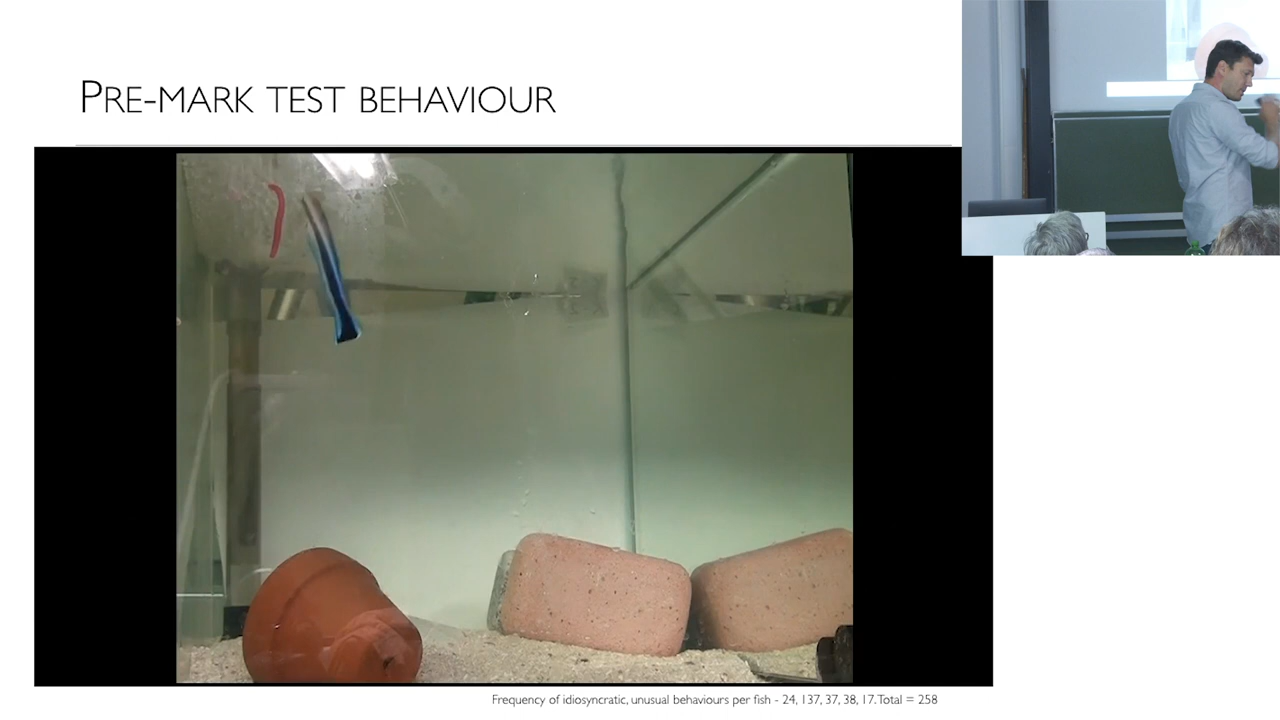 PRE-MARK TEST BEHAVIOUR
Frequency of idiosyncratic, unusual behaviours per fish - 24, 137, 37, 38, 17. Total = 258